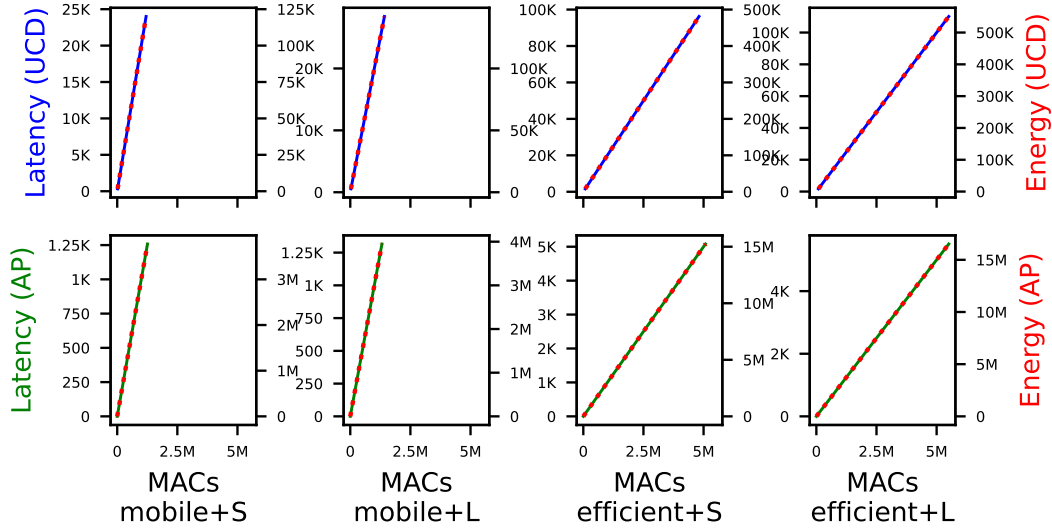 Latency (UCD)
25K
20K
15K
10K
5K
0
125K
100K
75K
50K
25K
0
20K
10K
0
100K
50K
0
100K
80K
60K
40K
20K
0
500K
400K
300K
200K
100K
0
100K
80K
60K
40K
20K
0
500K
400K
300K
200K
100K
0
Energy (UCD)
Latency (AP)
1.25K
1K
750
500
250
0
3M
2M
1M
0
1.25K
1K
750
500
250
0
4M
3M
2M
1M
0
5K
4K
3K
2K
1K
0
15M
10M
5M
0
4K
2K
0
15M
10M
5M
0
Energy (AP)
0 2.5M 5M
0 2.5M 5M
0 2.5M 5M
0 2.5M 5M
MACs
mobile+S
MACs
mobile+L
MACs
efficient+S
MACs
efficient+L